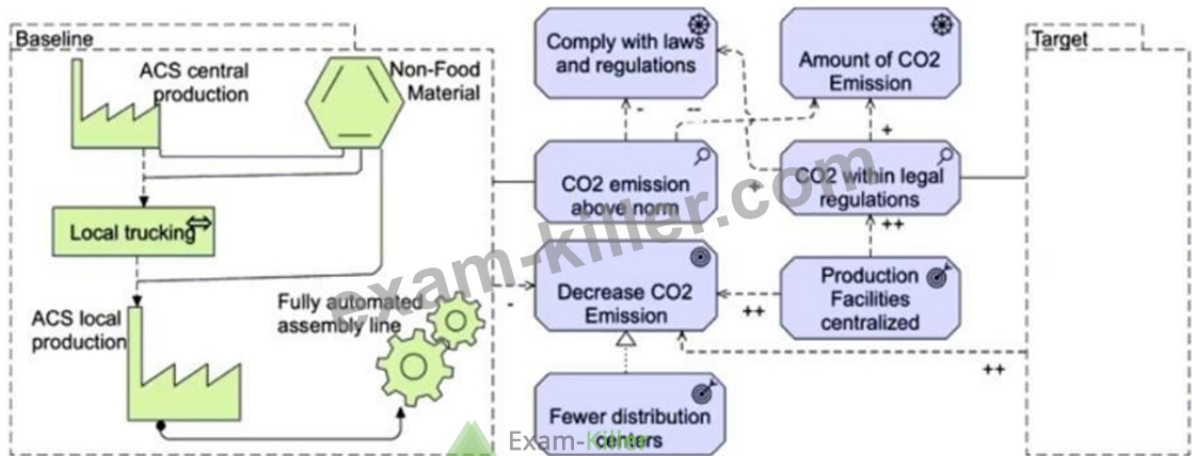 Baseline
ACS central
production
Non-Food
Material
Local trucking
ACS local
production
Fully automated
assembly line
Comply with laws
and regulations
Amount of CO2
Emission
-
--
+
+
CO2 emission
above norm
CO2 within legal
regulations
++
Decrease CO2
Emission
-
++
Production
Facilities
centralized
++
Fewer distribution
centers
Target
exam-killer.com
Exam-Killer